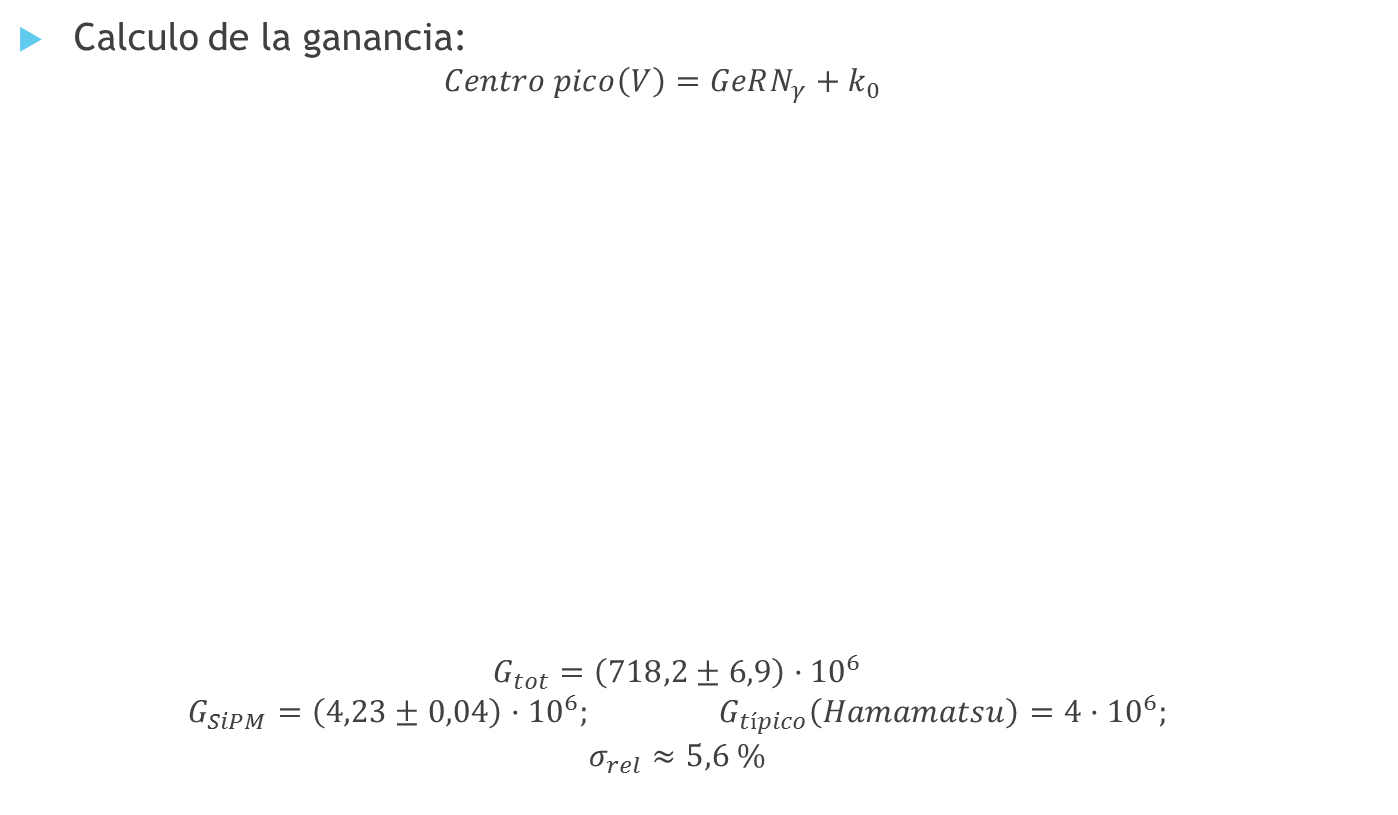 Calculo de la ganancia:
Centro pico(V) = GeRN_γ + k_0
G_tot = (718,2 ± 6,9) · 10^6
G_SiPM = (4,23 ± 0,04) · 10^6; G_típico(Hamamatsu) = 4 · 10^6;
σ_rel ≈ 5,6 %